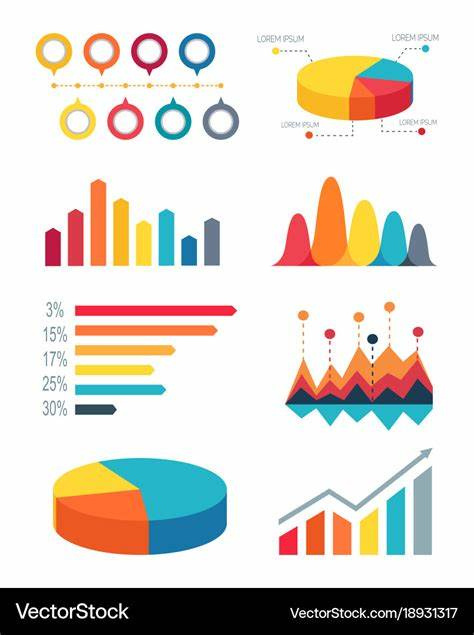 LOREM IPSUM
LOREM IPSUM
LOREM IPSUM
LOREM IPSUM
3%
15%
17%
25%
30%
VectorStock®
VectorStock.com/18931317